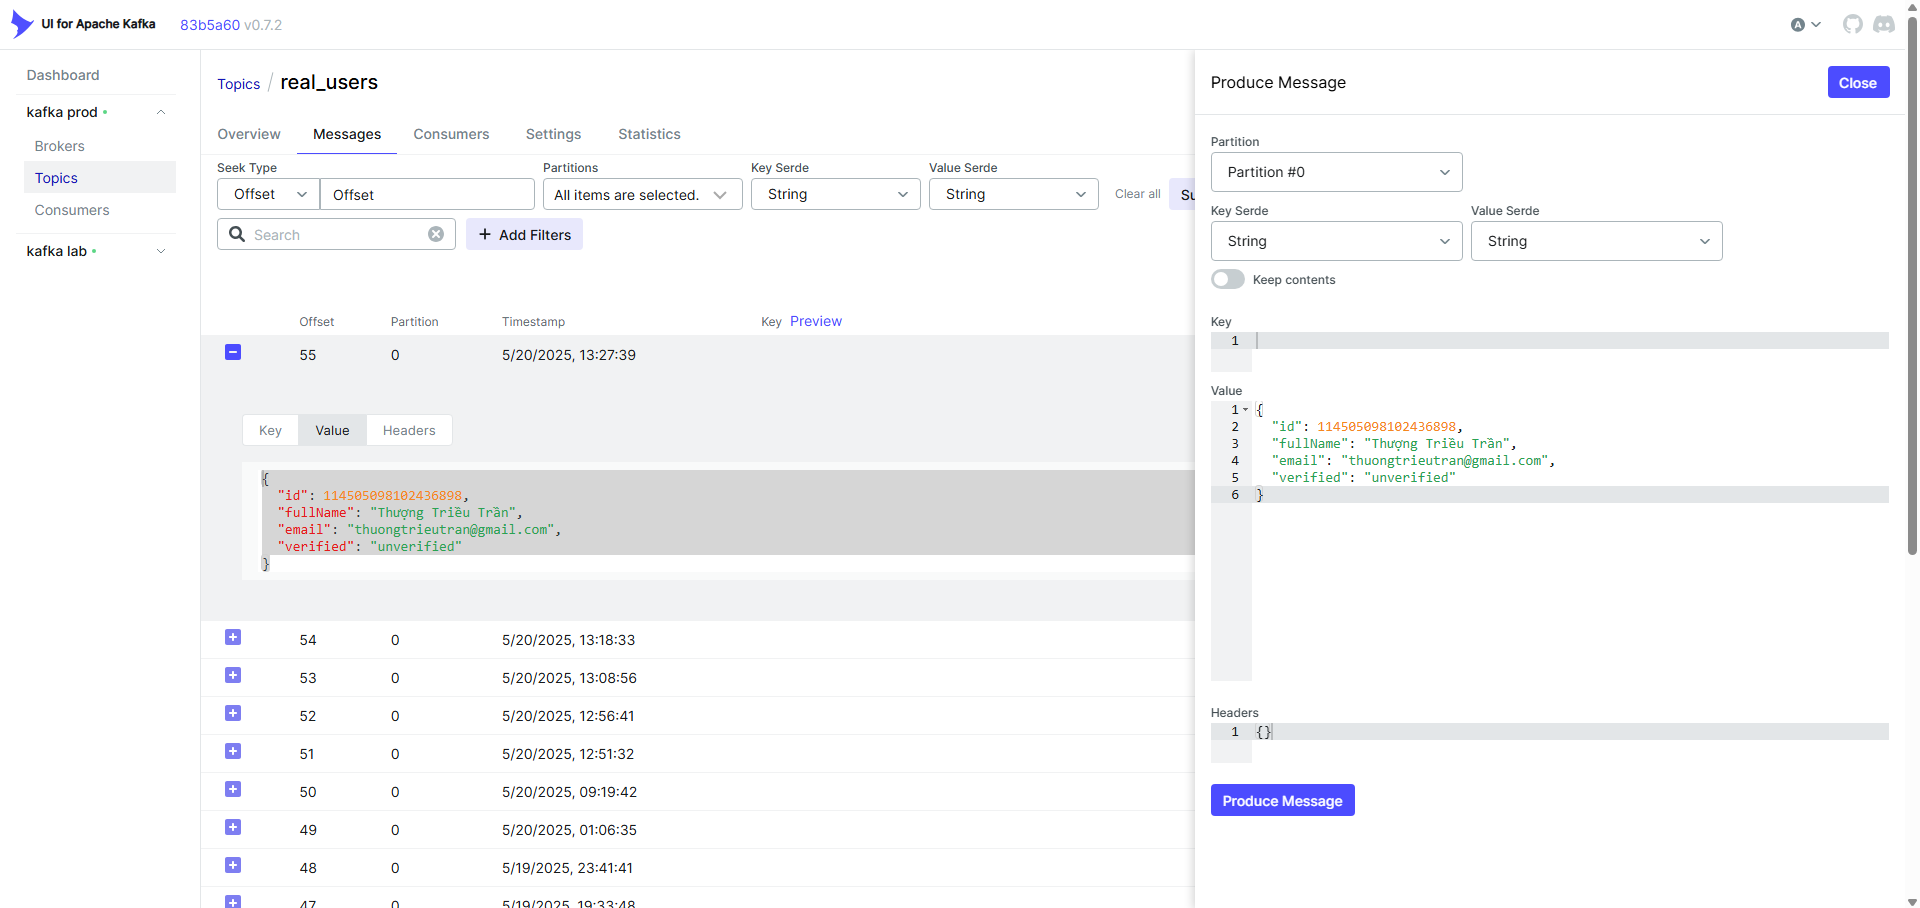 UI for Apache Kafka 83b5a60 v0.7.2 A
Dashboard
kafka prod
Brokers
Topics
Consumers
kafka lab
Topics / real_users
Overview Messages Consumers Settings Statistics
Seek Type Partitions Key Serde Value Serde
Offset Offset All items are selected. String String Clear all Su
Search Add Filters
Offset Partition Timestamp Key Preview
55 0 5/20/2025, 13:27:39
Key Value Headers
{
"id": 114505098102436898,
"fullName": "Thượng Triều Trần",
"email": "thuongtrieutran@gmail.com",
"verified": "unverified"
}
54 0 5/20/2025, 13:18:33
53 0 5/20/2025, 13:08:56
52 0 5/20/2025, 12:56:41
51 0 5/20/2025, 12:51:32
50 0 5/20/2025, 09:19:42
49 0 5/20/2025, 01:06:35
48 0 5/19/2025, 23:41:41
47 0 5/19/2025, 19:33:48
Produce Message Close
Partition
Partition #0
Key Serde Value Serde
String String
Keep contents
Key
1
Value
1 {
2 "id": 114505098102436898,
3 "fullName": "Thượng Triều Trần",
4 "email": "thuongtrieutran@gmail.com",
5 "verified": "unverified"
6 }
Headers
1 {}
Produce Message